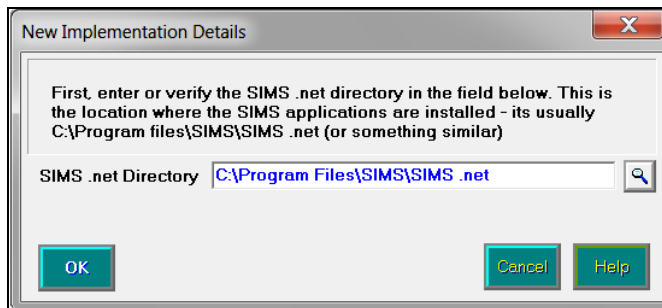 New Implementation Details
First, enter or verify the SIMS .net directory in the field below. This is
the location where the SIMS applications are installed - its usually
C:\Program files\SIMS\SIMS .net (or something similar)
SIMS .net Directory C:\Program Files\SIMS\SIMS .net
OK Cancel Help